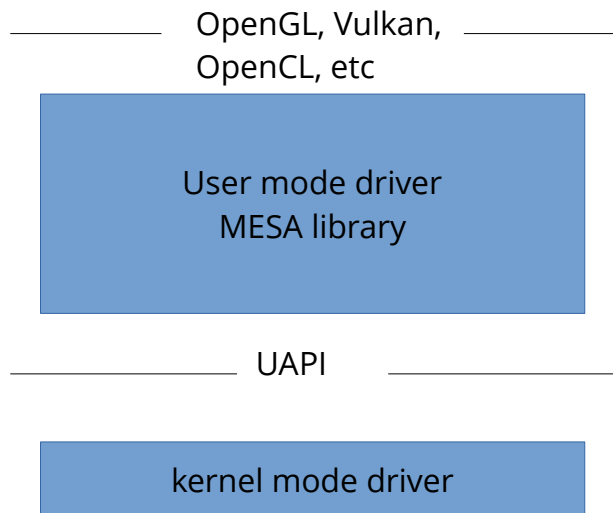 OpenGL, Vulkan,
OpenCL, etc
User mode driver
MESA library
UAPI
kernel mode driver